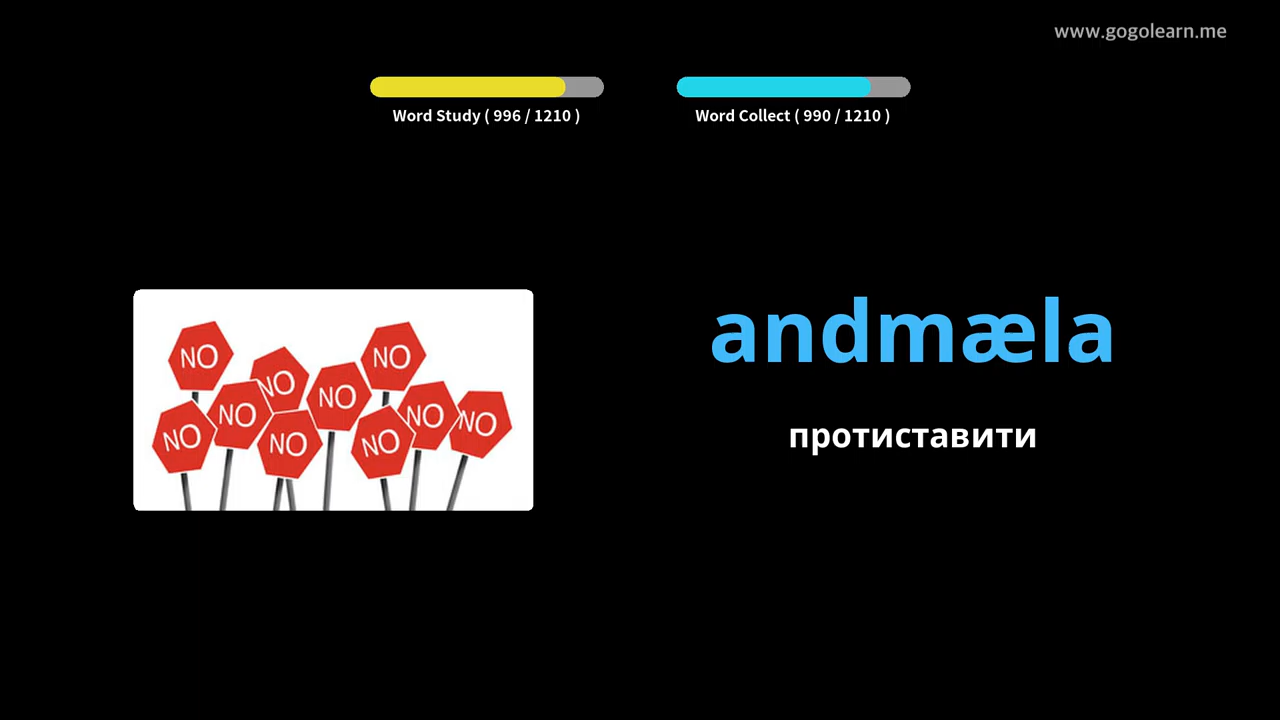 www.gogolearn.me
Word Study ( 996 / 1210 )
Word Collect ( 990 / 1210 )
andmæla
протиставити
NO
NO
NO
NO
NO
NO
NO
NO
NO
NO